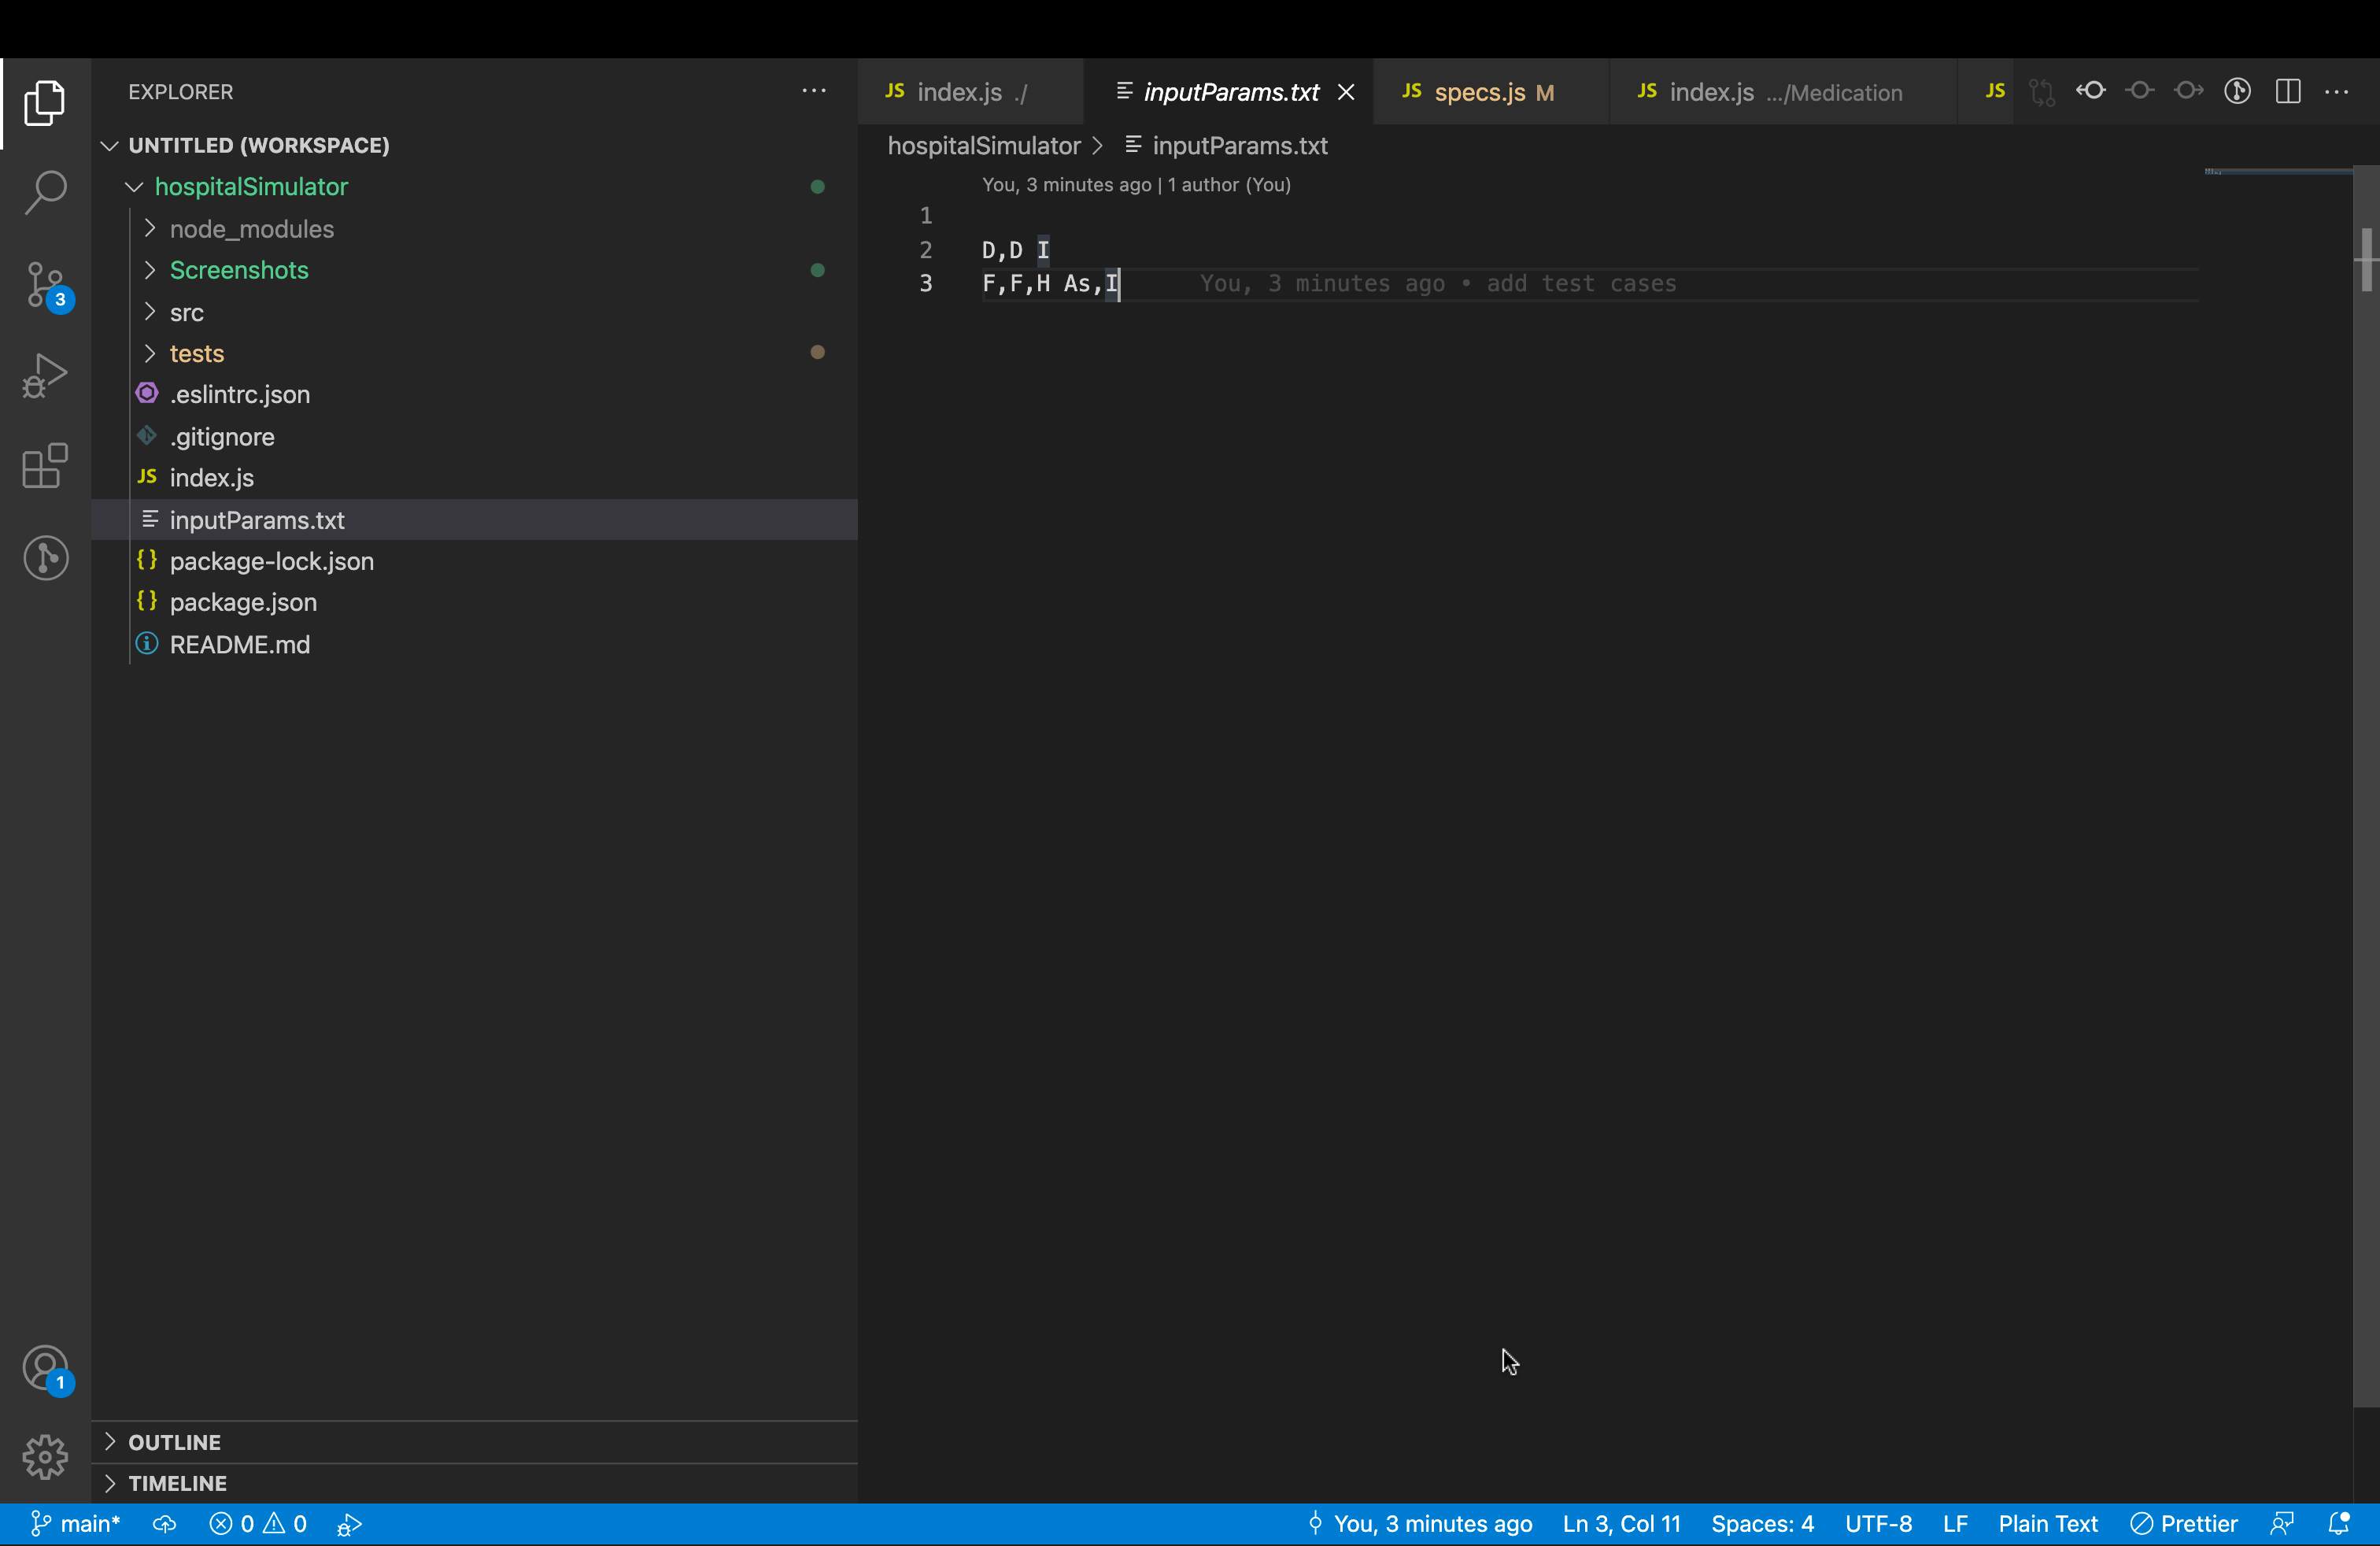 EXPLORER
UNTITLED (WORKSPACE)
hospitalSimulator
node_modules
Screenshots
src
tests
.eslintrc.json
.gitignore
JS index.js
inputParams.txt
{} package-lock.json
{} package.json
README.md
OUTLINE
TIMELINE
3
1
JS index.js ./
inputParams.txt
JS specs.js M
JS index.js .../Medication
JS
hospitalSimulator > inputParams.txt
You, 3 minutes ago | 1 author (You)
1
2 D,D I
3 F,F,H As,I You, 3 minutes ago • add test cases
main* 0 0 You, 3 minutes ago Ln 3, Col 11 Spaces: 4 UTF-8 LF Plain Text Prettier